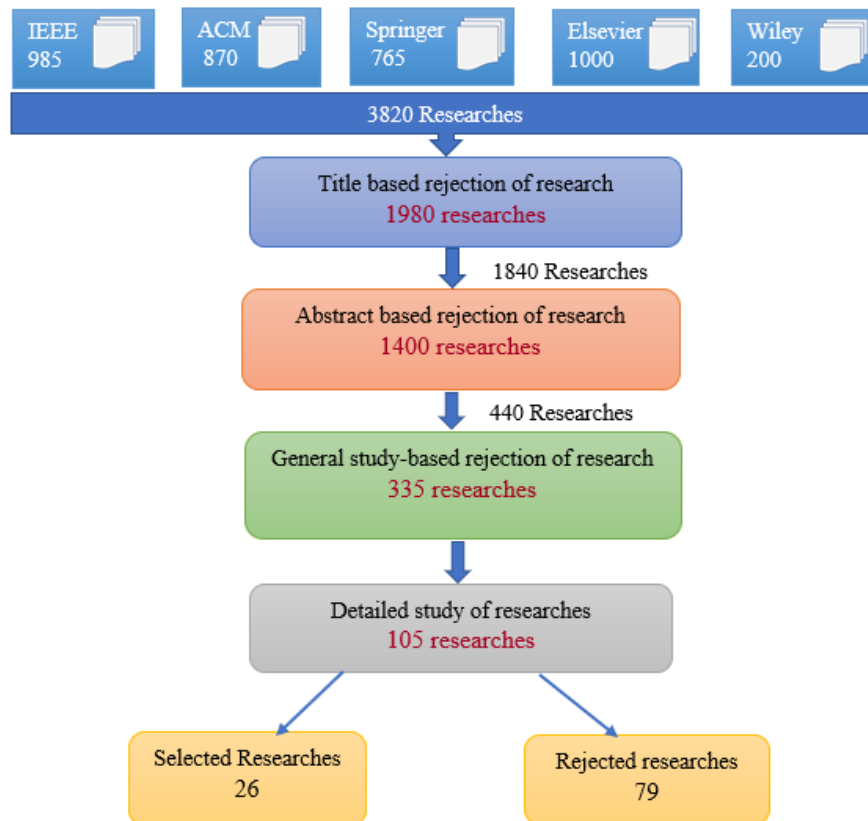 IEEE
985
ACM
870
Springer
765
Elsevier
1000
Wiley
200
3820 Researches
Title based rejection of research
1980 researches
1840 Researches
Abstract based rejection of research
1400 researches
440 Researches
General study-based rejection of research
335 researches
Detailed study of researches
105 researches
Selected Researches
26
Rejected researches
79